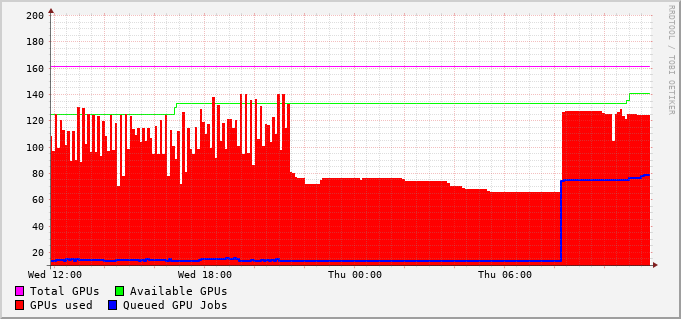 200
180
160
140
120
100
80
60
40
20
Wed 12:00 Wed 18:00 Thu 00:00 Thu 06:00
Total GPUs Available GPUs
GPUs used Queued GPU Jobs
RRDTOOL / TOBI OETIKER